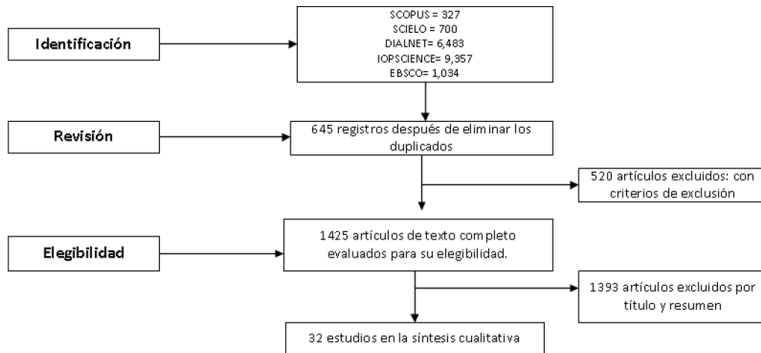 Identificación
SCOPUS = 327
SCIELO = 700
DIALNET= 6,483
IOPSCIENCE= 9,357
EBSCO= 1,034
Revisión
645 registros después de eliminar los
duplicados
520 artículos excluidos: con
criterios de exclusión
Elegibilidad
1425 artículos de texto completo
evaluados para su elegibilidad.
1393 artículos excluidos por
título y resumen
32 estudios en la síntesis cualitativa